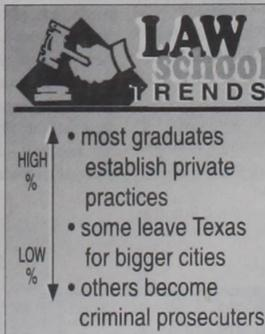 LAW
school
TRENDS
HIGH
%
• most graduates
establish private
practices
• some leave Texas
for bigger cities
LOW
%
• others become
criminal prosecuters